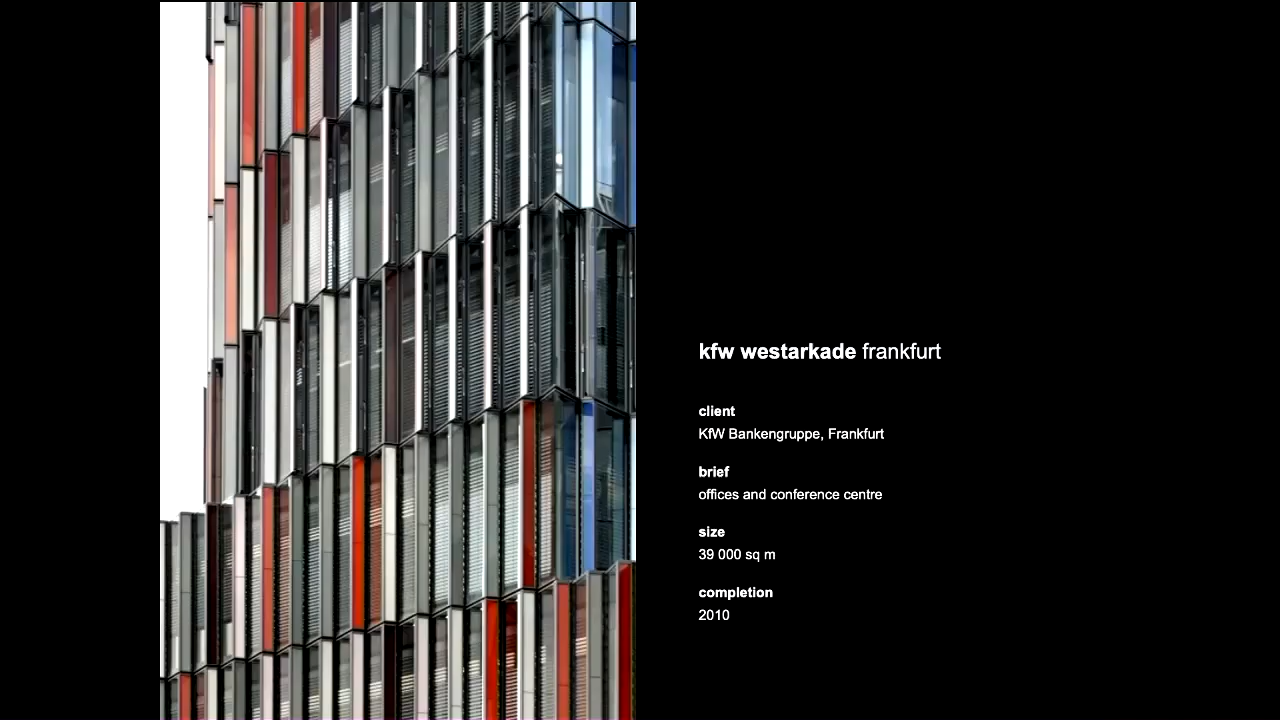 kfw westarkade frankfurt
client
KfW Bankengruppe, Frankfurt
brief
offices and conference centre
size
39 000 sq m
completion
2010